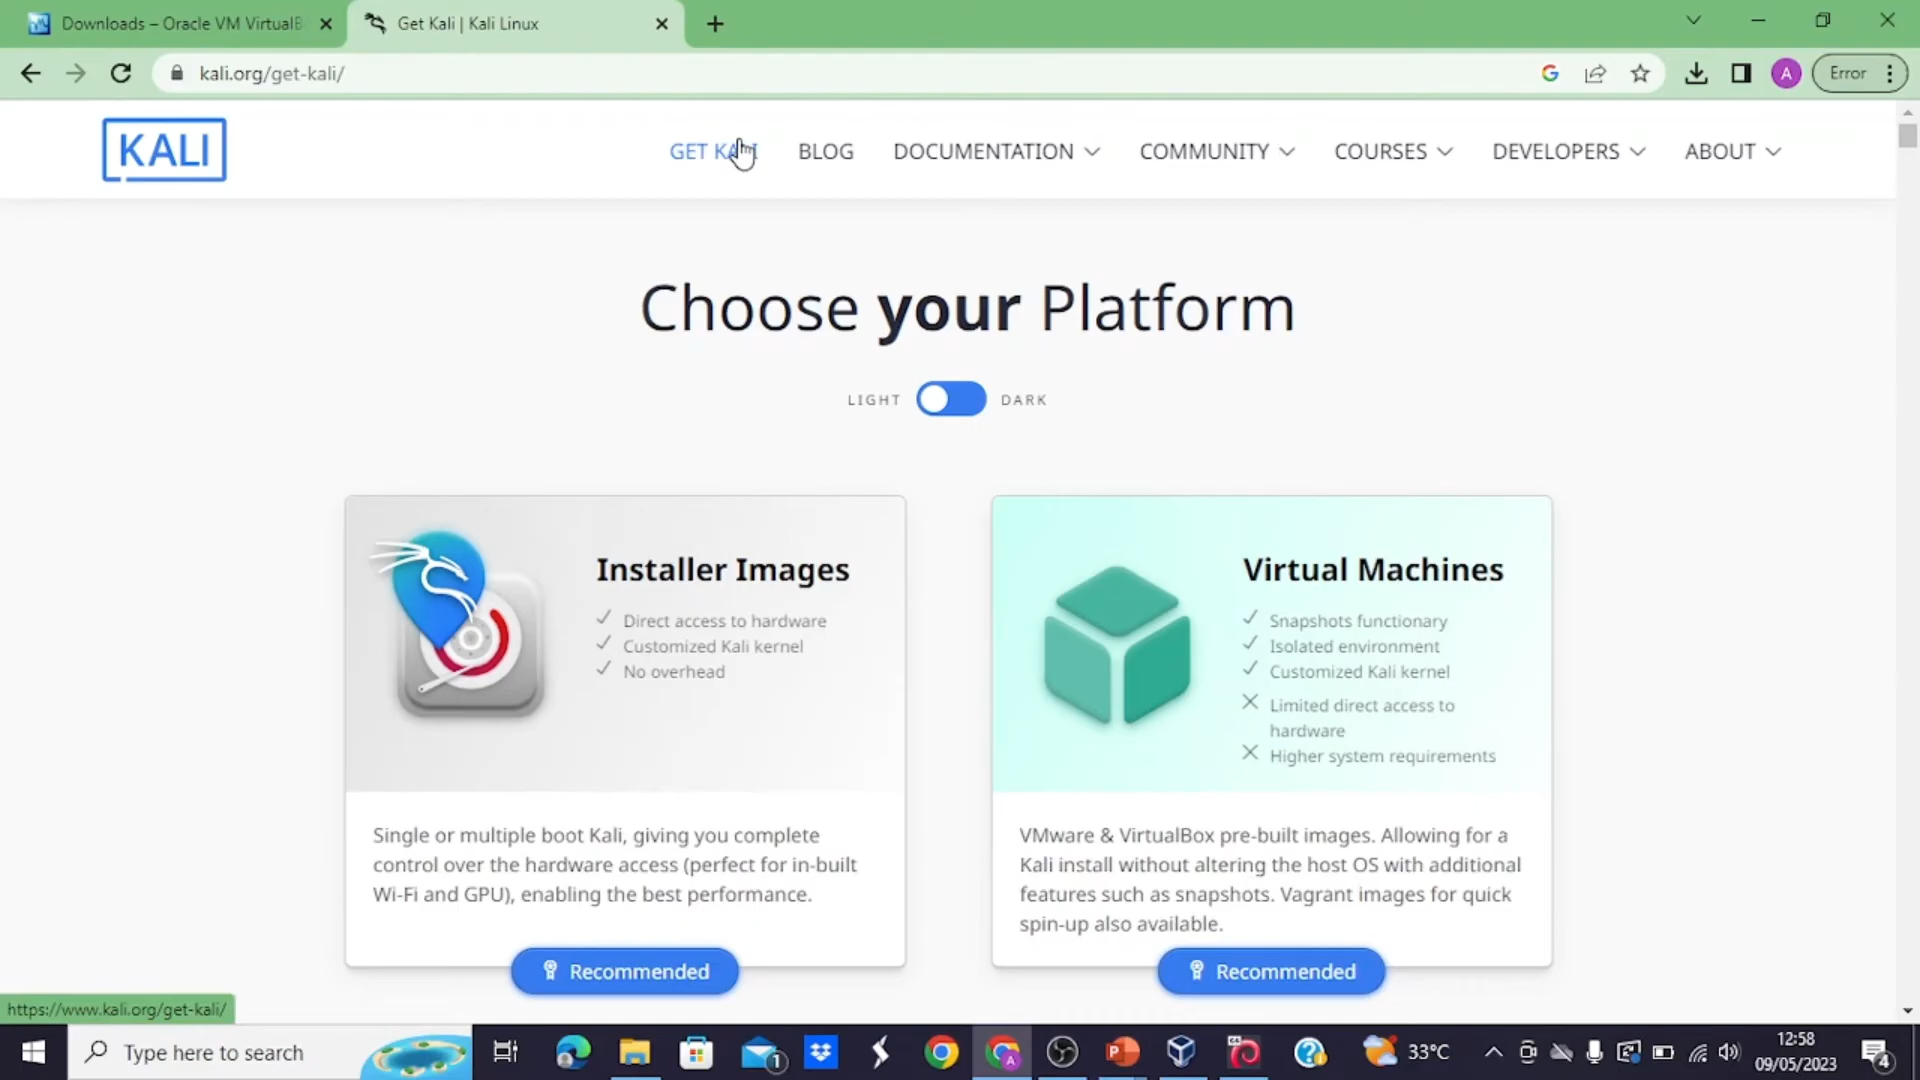 Downloads – Oracle VM VirtualB
Get Kali | Kali Linux
kali.org/get-kali/
A
Error
KALI
GET KALI
BLOG
DOCUMENTATION
COMMUNITY
COURSES
DEVELOPERS
ABOUT
Choose your Platform
LIGHT
DARK
Installer Images
Direct access to hardware
Customized Kali kernel
No overhead
Single or multiple boot Kali, giving you complete
control over the hardware access (perfect for in-built
Wi-Fi and GPU), enabling the best performance.
Recommended
Virtual Machines
Snapshots functionary
Isolated environment
Customized Kali kernel
Limited direct access to
hardware
Higher system requirements
VMware & VirtualBox pre-built images. Allowing for a
Kali install without altering the host OS with additional
features such as snapshots. Vagrant images for quick
spin-up also available.
Recommended
https://www.kali.org/get-kali/
Type here to search
1
A
33°C
12:58
09/05/2023
4